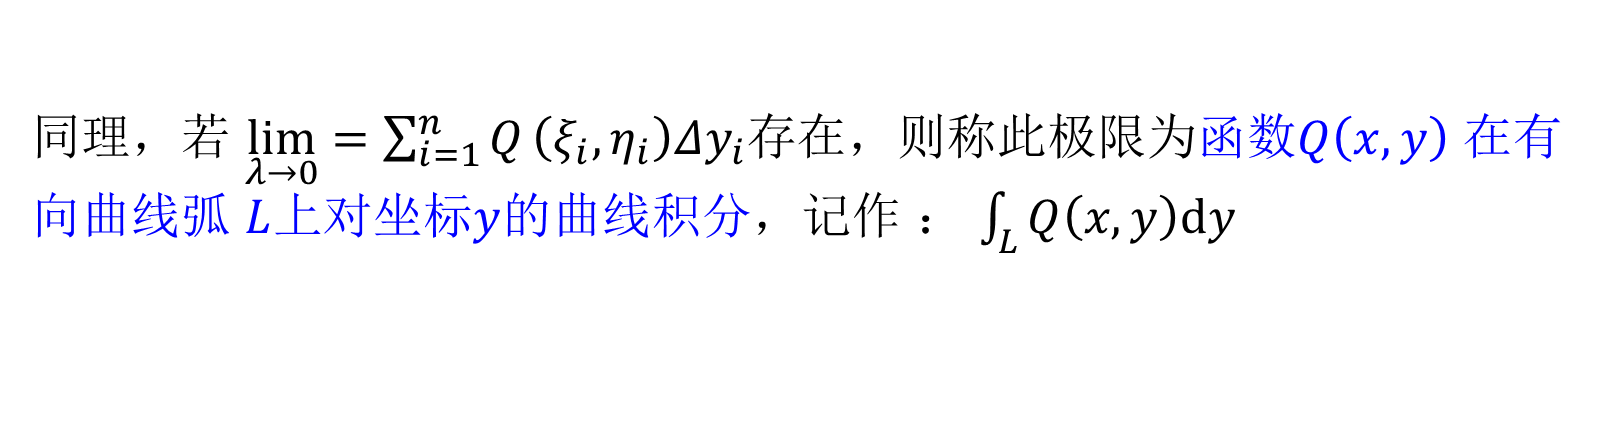 同理，若 lim_{λ→0} = ∑_{i=1}^{n} Q (ξ_i, η_i)Δy_i存在，则称此极限为函数Q(x, y) 在有
向曲线弧 L上对坐标y的曲线积分，记作： ∫_L Q(x, y)dy